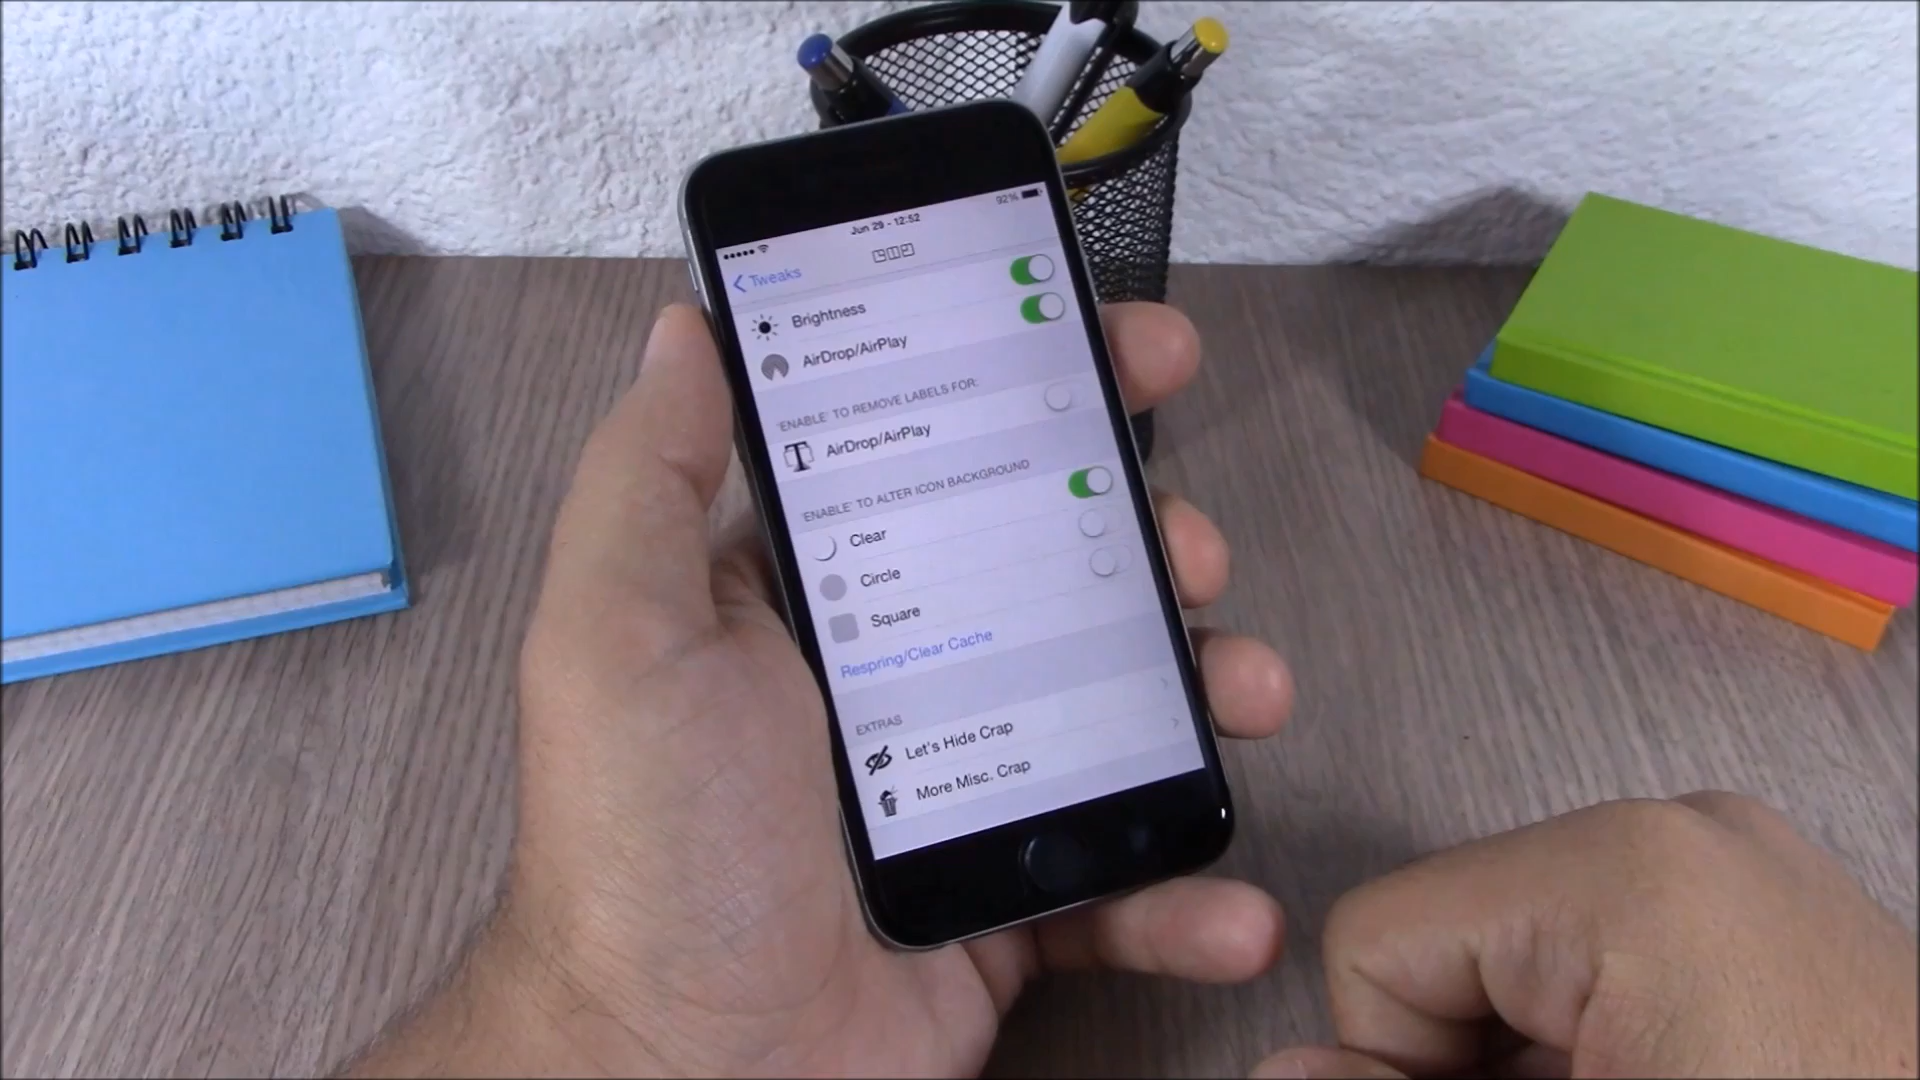 Jun 29 - 12:52
92%
Tweaks
Brightness
AirDrop/AirPlay
'ENABLE' TO REMOVE LABELS FOR:
AirDrop/AirPlay
'ENABLE' TO ALTER ICON BACKGROUND
Clear
Circle
Square
Respring/Clear Cache
EXTRAS
Let's Hide Crap
More Misc. Crap